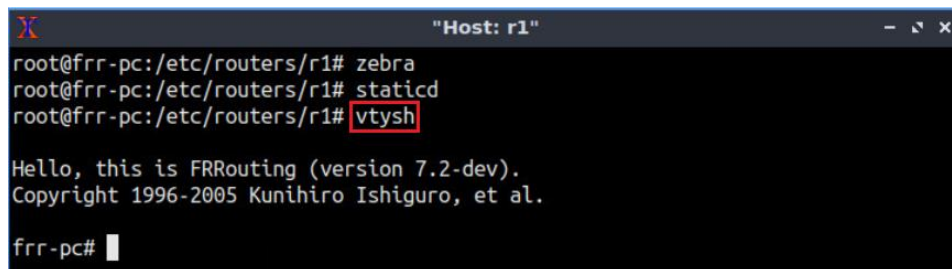 "Host: r1"
root@frr-pc:/etc/routers/r1# zebra
root@frr-pc:/etc/routers/r1# staticd
root@frr-pc:/etc/routers/r1# vtysh
Hello, this is FRRouting (version 7.2-dev).
Copyright 1996-2005 Kunihiro Ishiguro, et al.
frr-pc#